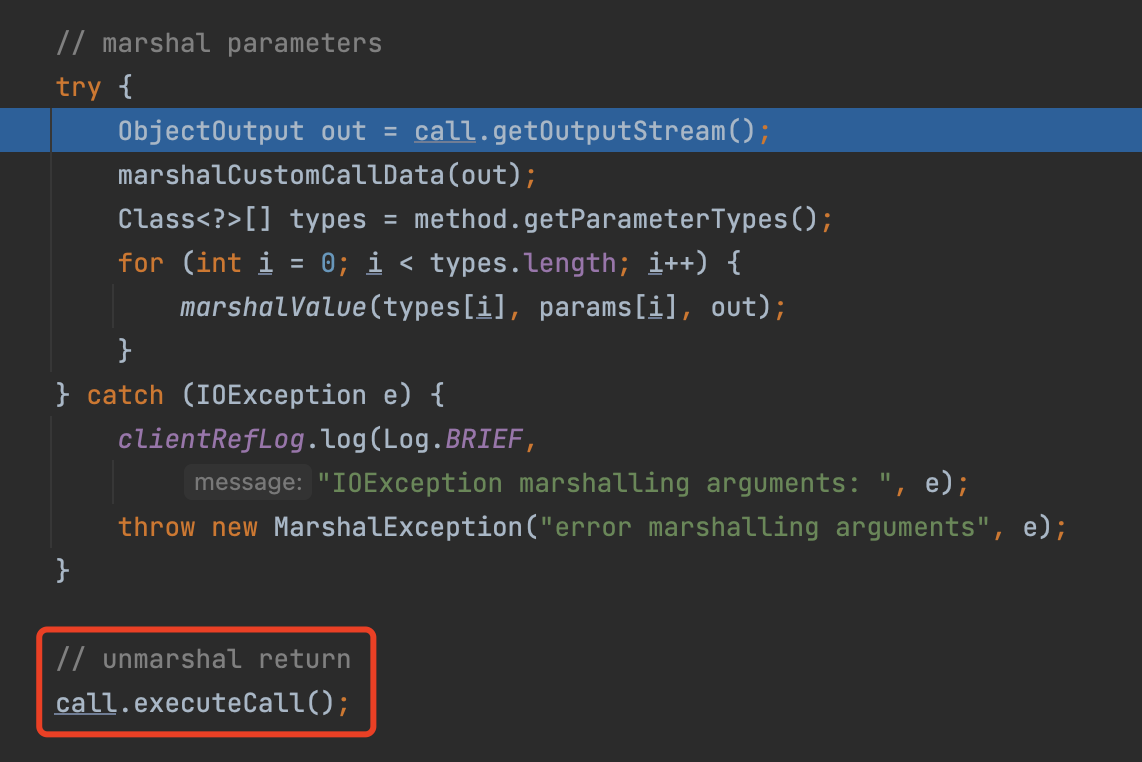 // marshal parameters
try {
ObjectOutput out = call.getOutputStream();
marshalCustomCallData(out);
Class<?>[] types = method.getParameterTypes();
for (int i = 0; i < types.length; i++) {
marshalValue(types[i], params[i], out);
}
} catch (IOException e) {
clientRefLog.log(Log.BRIEF,
message: "IOException marshalling arguments: ", e);
throw new MarshalException("error marshalling arguments", e);
}
// unmarshal return
call.executeCall();